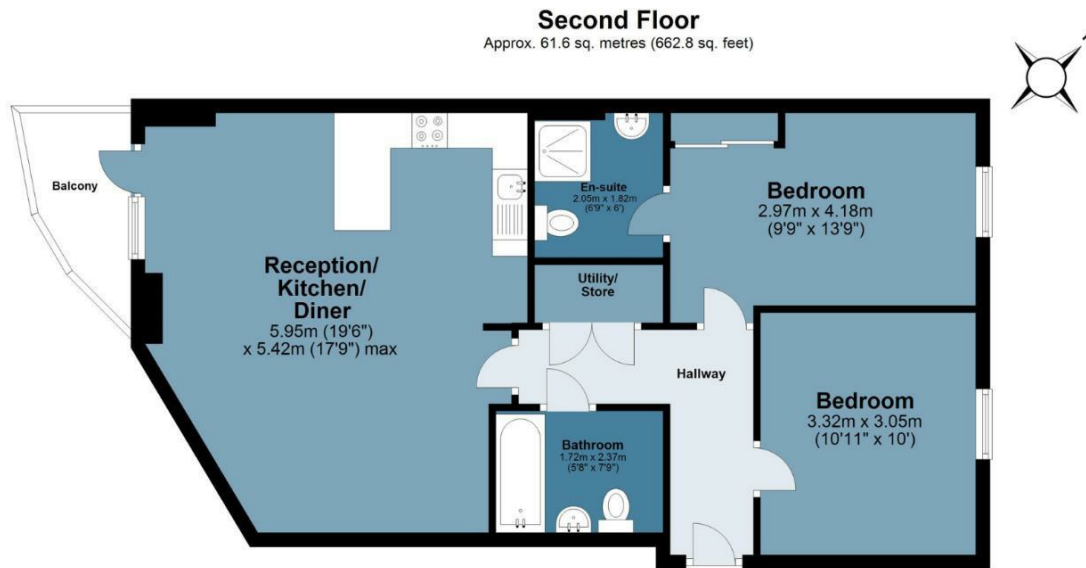 Second Floor
Approx. 61.6 sq. metres (662.8 sq. feet)
Balcony
Reception/
Kitchen/
Diner
5.95m (19'6")
x 5.42m (17'9") max
En-suite
2.05m x 1.82m
(6'9" x 6')
Utility/
Store
Bedroom
2.97m x 4.18m
(9'9" x 13'9")
Hallway
Bathroom
1.72m x 2.37m
(5'8" x 7'9")
Bedroom
3.32m x 3.05m
(10'11" x 10')